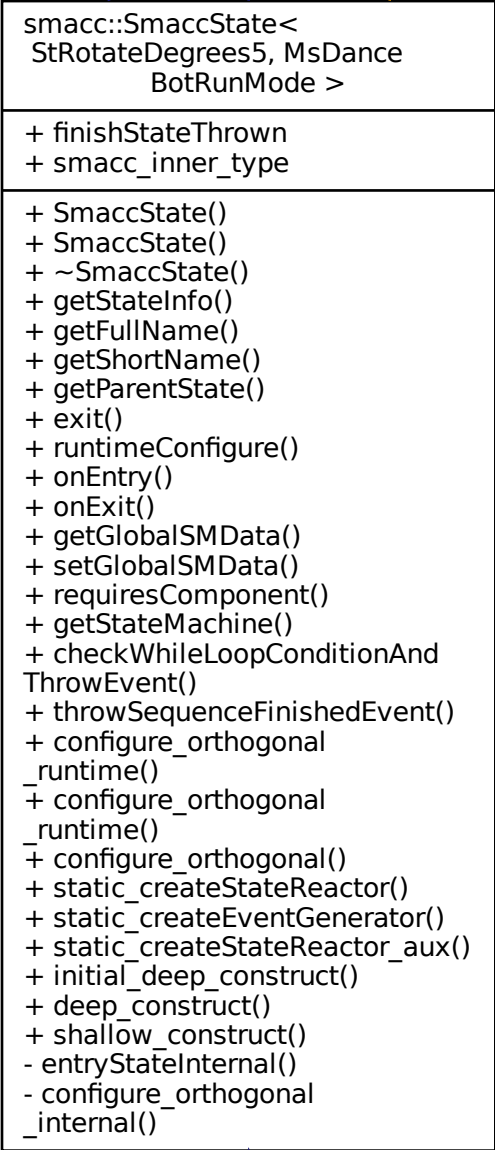 smacc::SmaccState<
StRotateDegrees5, MsDance
BotRunMode >
+ finishStateThrown
+ smacc_inner_type
+ SmaccState()
+ SmaccState()
+ ~SmaccState()
+ getStateInfo()
+ getFullName()
+ getShortName()
+ getParentState()
+ exit()
+ runtimeConfigure()
+ onEntry()
+ onExit()
+ getGlobalSMData()
+ setGlobalSMData()
+ requiresComponent()
+ getStateMachine()
+ checkWhileLoopConditionAnd
ThrowEvent()
+ throwSequenceFinishedEvent()
+ configure_orthogonal
_runtime()
+ configure_orthogonal
_runtime()
+ configure_orthogonal()
+ static_createStateReactor()
+ static_createEventGenerator()
+ static_createStateReactor_aux()
+ initial_deep_construct()
+ deep_construct()
+ shallow_construct()
- entryStateInternal()
- configure_orthogonal
_internal()